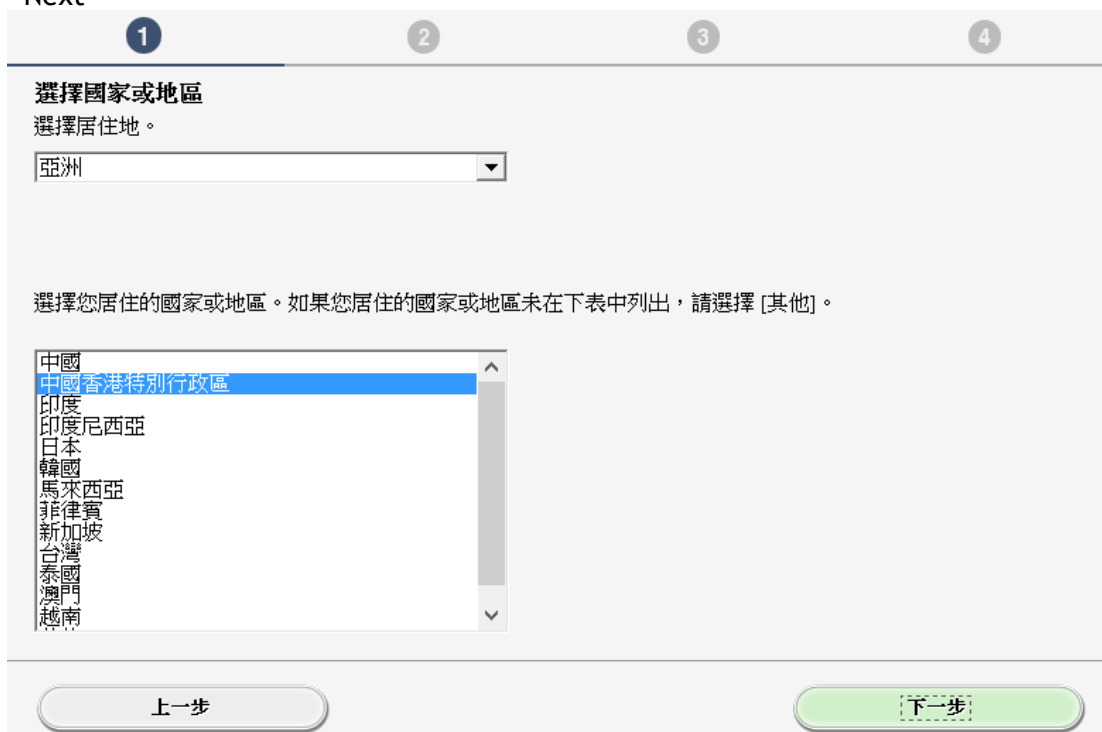 Next
1 2 3 4
選擇國家或地區
選擇居住地。
亞洲
選擇您居住的國家或地區。如果您居住的國家或地區未在下表中列出，請選擇 [其他]。
中國
中國香港特別行政區
印度
印度尼西亞
日本
韓國
馬來西亞
菲律賓
新加坡
台灣
泰國
澳門
越南
上一步 下一步